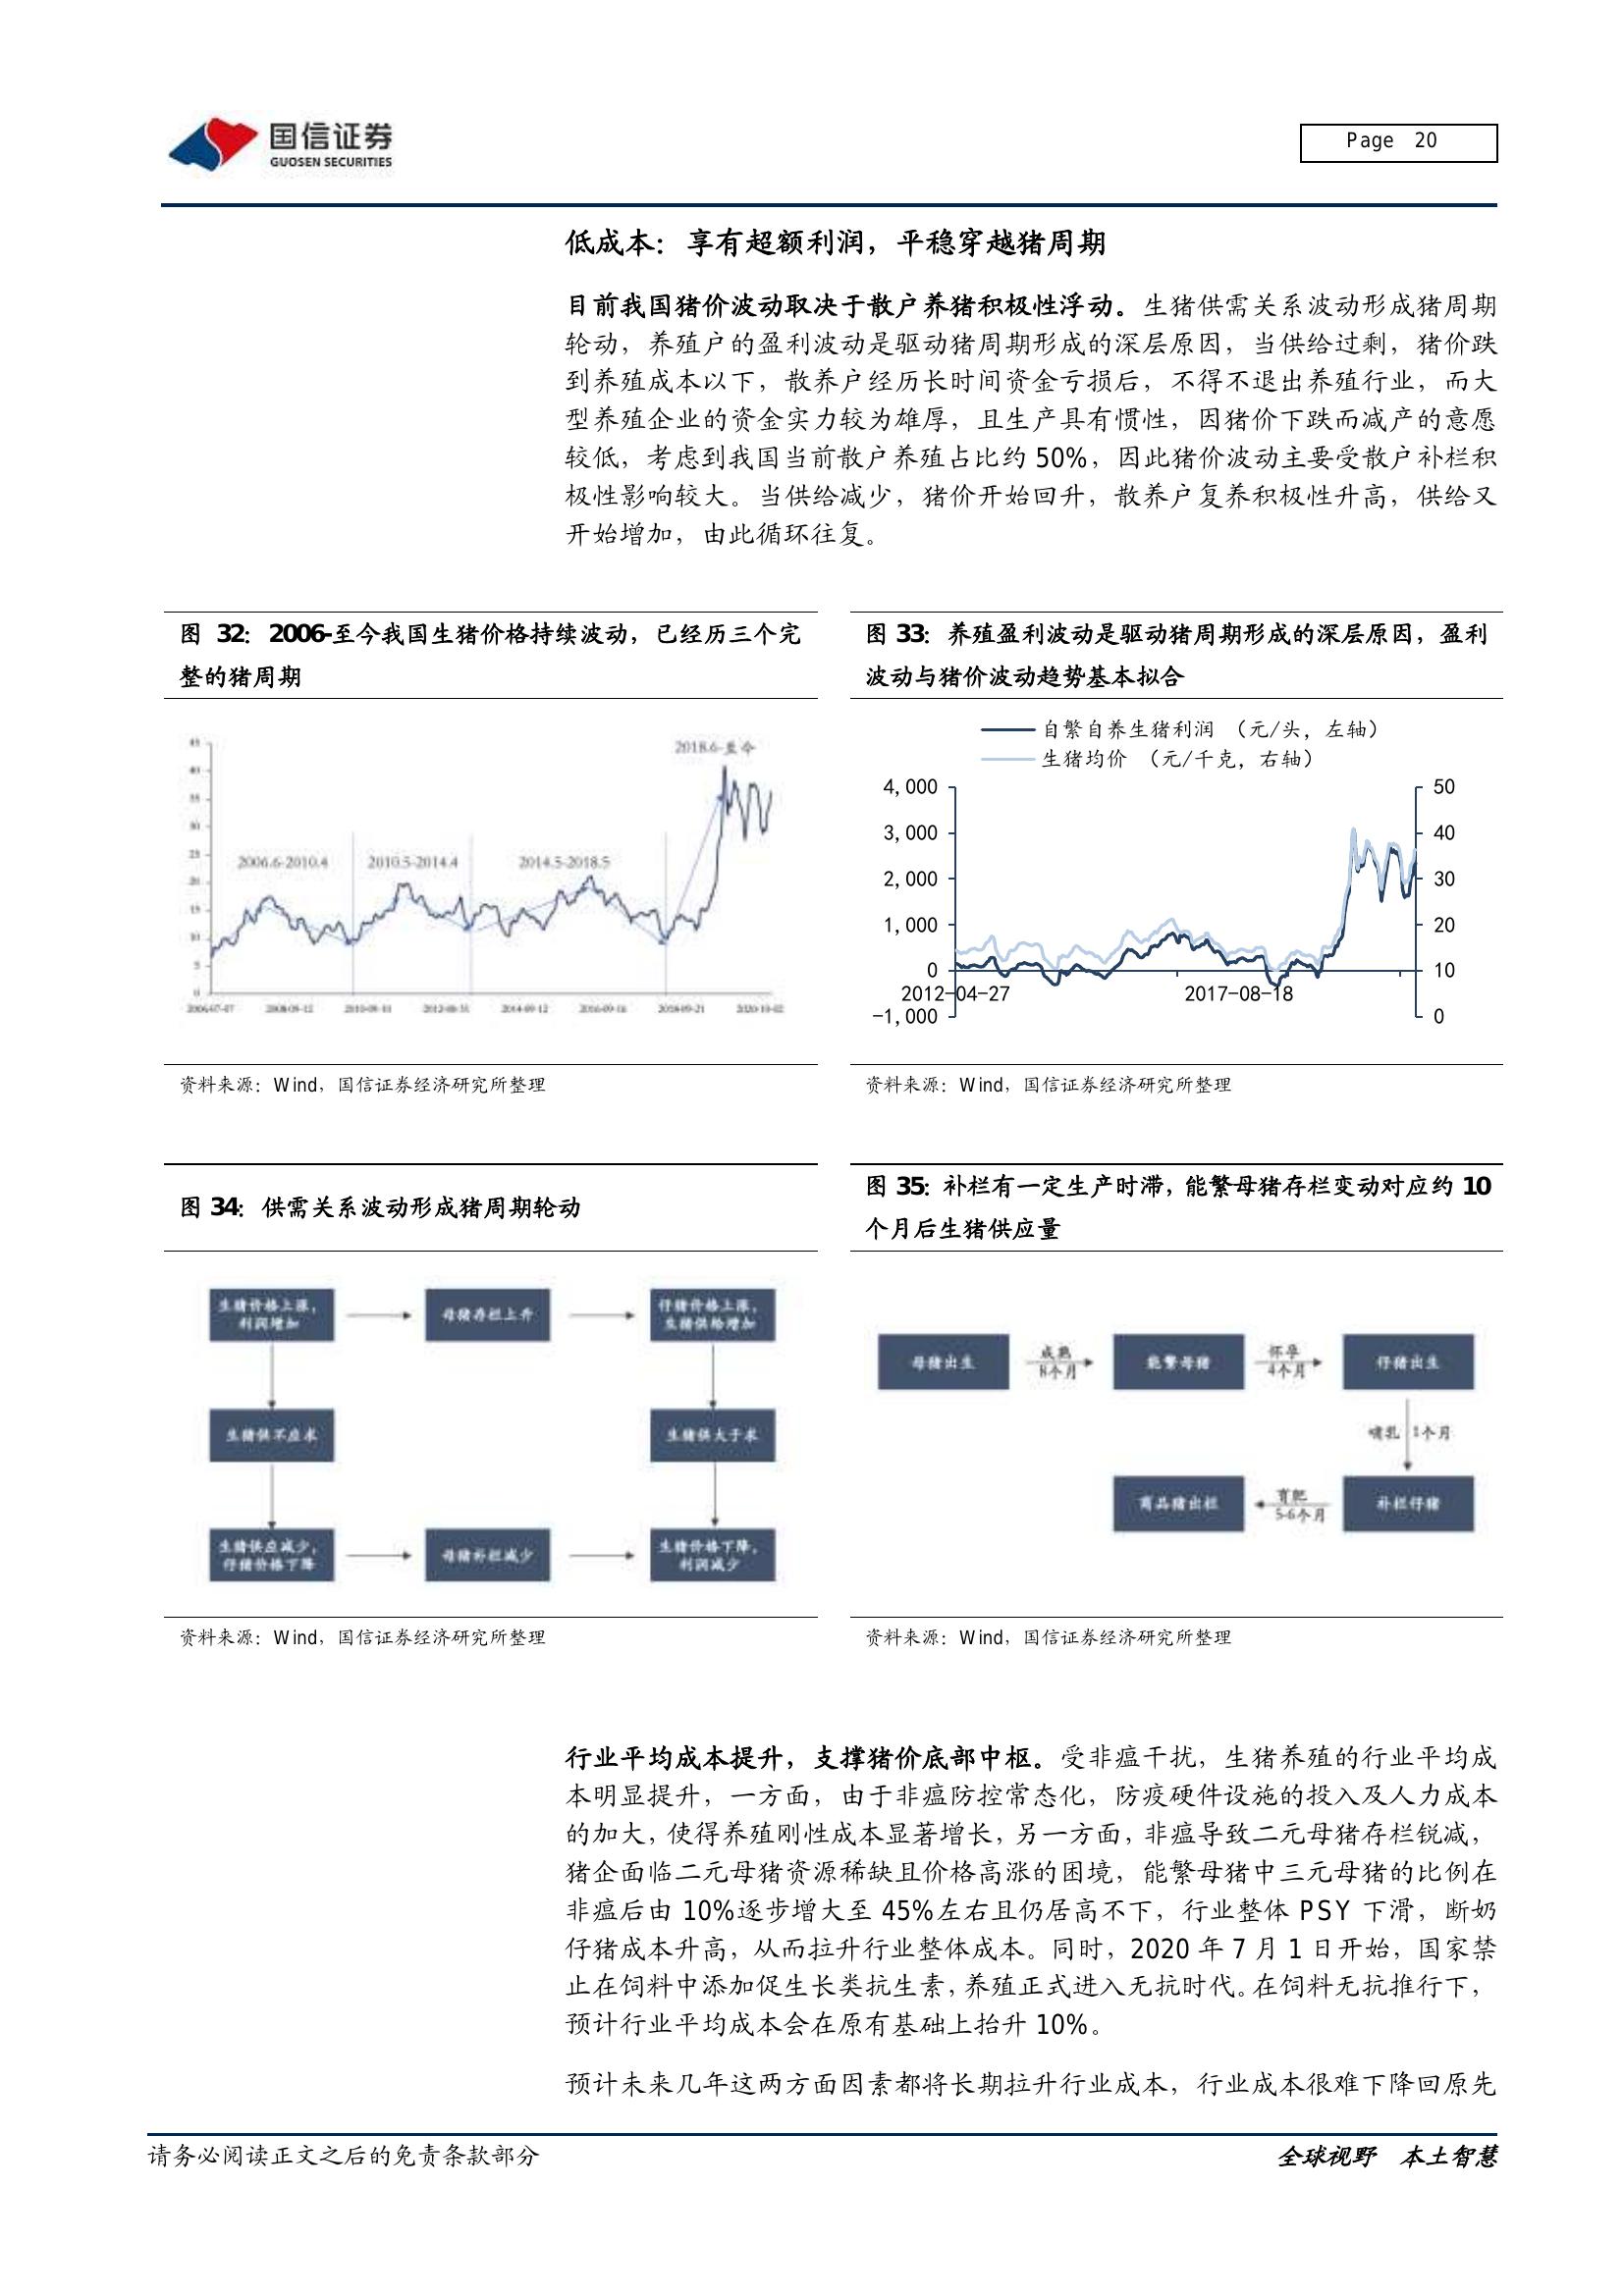 国信证券
GUOSEN SECURITIES
Page 20
低成本：享有超额利润，平稳穿越猪周期
目前我国猪价波动取决于散户养猪积极性浮动。生猪供需关系波动形成猪周期
轮动，养殖户的盈利波动是驱动猪周期形成的深层原因，当供给过剩，猪价跌
到养殖成本以下，散养户经历长时间资金亏损后，不得不退出养殖行业，而大
型养殖企业的资金实力较为雄厚，且生产具有惯性，因猪价下跌而减产的意愿
较低，考虑到我国当前散户养殖占比约 50%，因此猪价波动主要受散户补栏积
极性影响较大。当供给减少，猪价开始回升，散养户复养积极性升高，供给又
开始增加，由此循环往复。
图 32：2006-至今我国生猪价格持续波动，已经历三个完
整的猪周期
45
40
35
30
25
20
15
10
5
0
2018.6-至今
2006.6-2010.4
2010.5-2014.4
2014.5-2018.5
2006-07-07
2008-09-12
2012-08-31
2014-09-12
2016-09-16
2018-09-21
2020-10-02
资料来源：Wind，国信证券经济研究所整理
图 33：养殖盈利波动是驱动猪周期形成的深层原因，盈利
波动与猪价波动趋势基本拟合
自繁自养生猪利润 （元/头，左轴）
生猪均价 （元/千克，右轴）
4,000
3,000
2,000
1,000
0
-1,000
50
40
30
20
10
0
2012-04-27
2017-08-18
资料来源：Wind，国信证券经济研究所整理
图 34：供需关系波动形成猪周期轮动
生猪价格上涨，
利润增加
母猪存栏上升
仔猪价格上涨，
生猪供给增加
生猪供不应求
生猪供大于求
生猪供应减少，
仔猪价格下降
母猪补栏减少
生猪价格下降，
利润减少
资料来源：Wind，国信证券经济研究所整理
图 35：补栏有一定生产时滞，能繁母猪存栏变动对应约 10
个月后生猪供应量
母猪出生
成熟
8个月
能繁母猪
怀孕
4个月
仔猪出生
哺乳 1个月
商品猪出栏
育肥
5-6个月
补栏仔猪
资料来源：Wind，国信证券经济研究所整理
行业平均成本提升，支撑猪价底部中枢。受非瘟干扰，生猪养殖的行业平均成
本明显提升，一方面，由于非瘟防控常态化，防疫硬件设施的投入及人力成本
的加大，使得养殖刚性成本显著增长，另一方面，非瘟导致二元母猪存栏锐减，
猪企面临二元母猪资源稀缺且价格高涨的困境，能繁母猪中三元母猪的比例在
非瘟后由 10%逐步增大至 45%左右且仍居高不下，行业整体 PSY 下滑，断奶
仔猪成本升高，从而拉升行业整体成本。同时，2020 年 7 月 1 日开始，国家禁
止在饲料中添加促生长类抗生素，养殖正式进入无抗时代。在饲料无抗推行下，
预计行业平均成本会在原有基础上抬升 10%。
预计未来几年这两方面因素都将长期拉升行业成本，行业成本很难下降回原先
请务必阅读正文之后的免责条款部分
全球视野 本土智慧